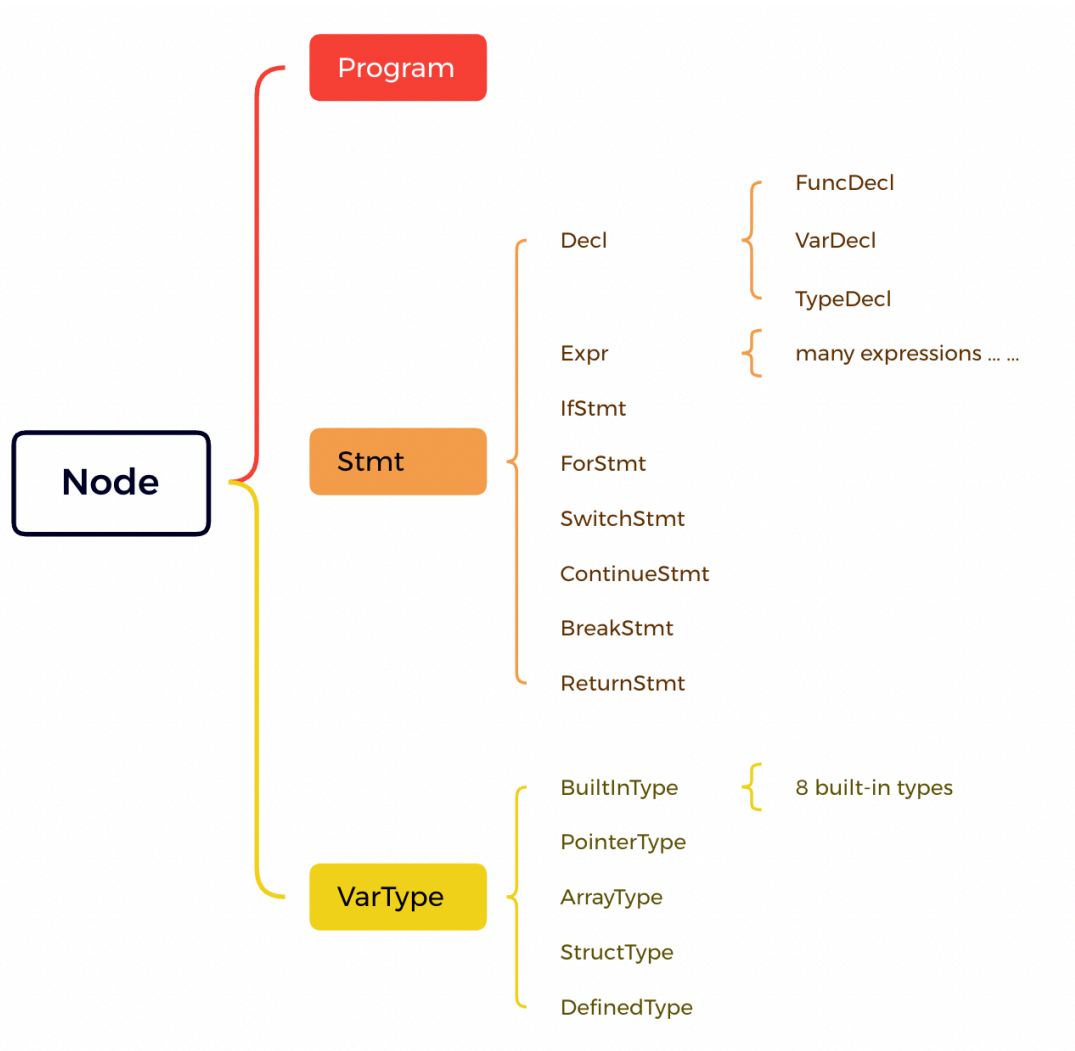 Program
FuncDecl
Decl
VarDecl
TypeDecl
Expr
many expressions ... ...
IfStmt
Stmt
ForStmt
Node
SwitchStmt
ContinueStmt
BreakStmt
ReturnStmt
BuiltInType
8 built-in types
PointerType
VarType
ArrayType
StructType
DefinedType